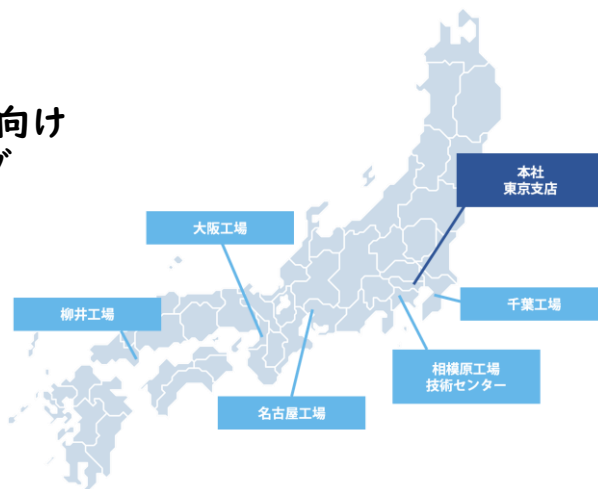 向け
グ
本社
東京支店
大阪工場
千葉工場
柳井工場
相模原工場
技術センター
名古屋工場